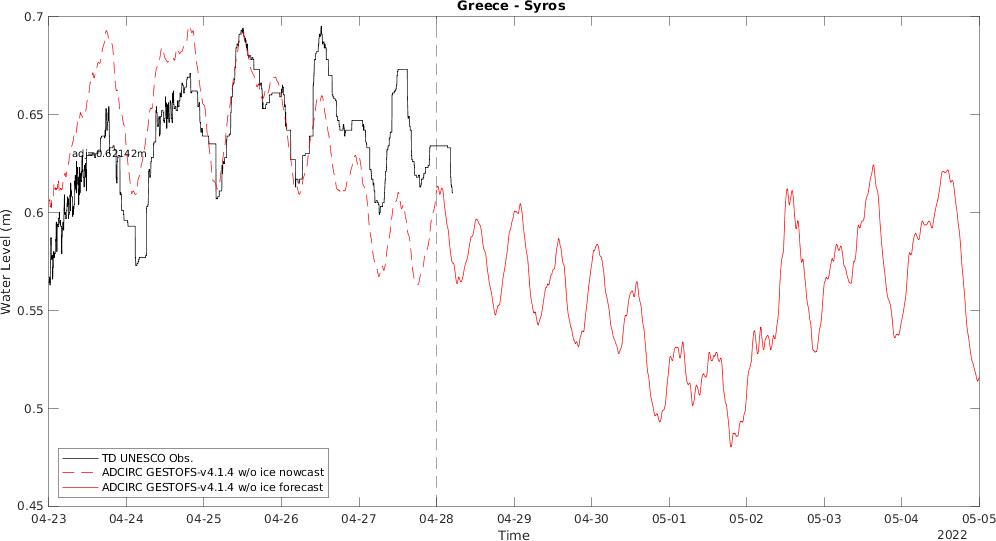 Greece - Syros
0.7
0.65
0.6
0.55
0.5
0.45
Water Level (m)
adj=0.62142m
TD UNESCO Obs.
ADCIRC GESTOFS-v4.1.4 w/o ice nowcast
ADCIRC GESTOFS-v4.1.4 w/o ice forecast
04-23 04-24 04-25 04-26 04-27 04-28 04-29 04-30 05-01 05-02 05-03 05-04 05-05
Time
2022